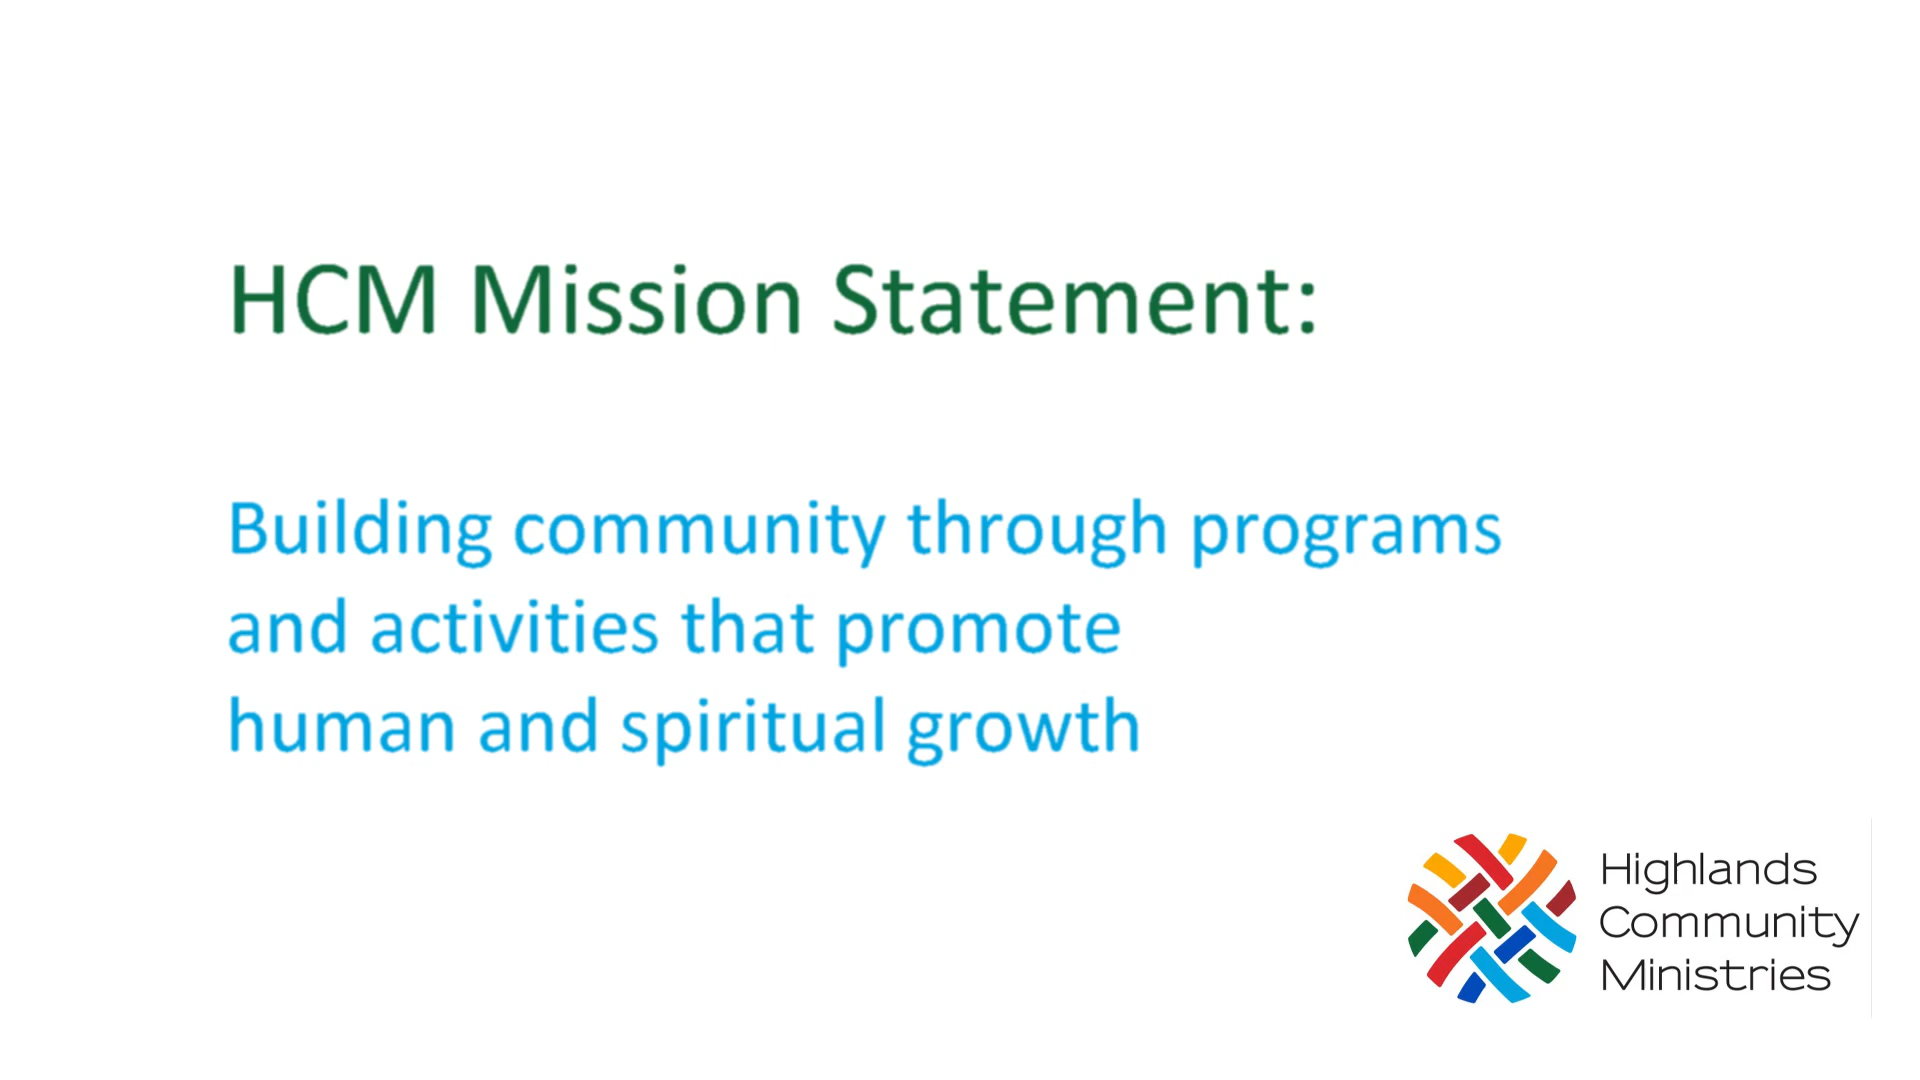 HCM Mission Statement:
Building community through programs
and activities that promote
human and spiritual growth
Highlands
Community
Ministries